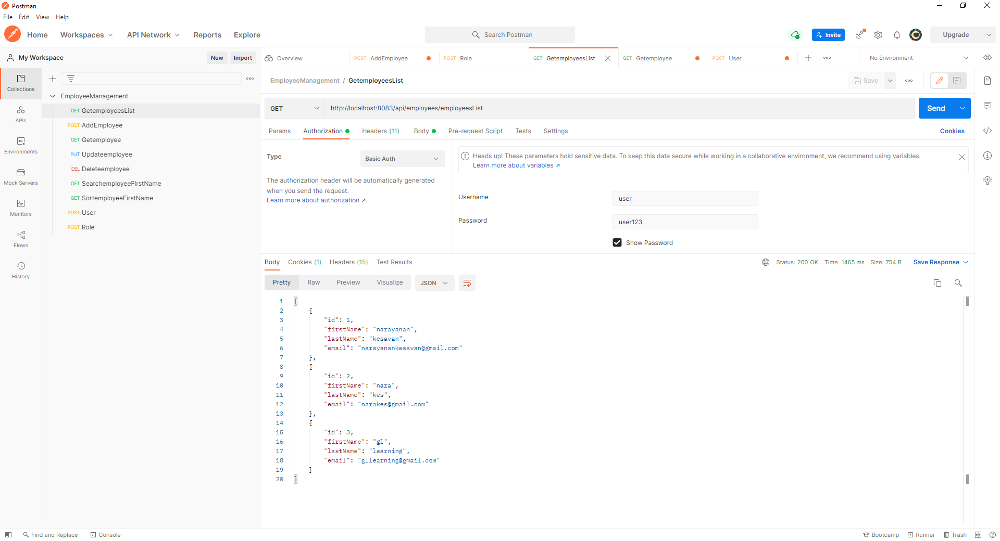 Postman
File Edit View Help
Home Workspaces API Network Reports Explore
Search Postman
Invite
Upgrade
My Workspace
New Import
Overview
POST AddEmployee
POST Role
GET GetemployeesList
GET Getemployee
POST User
No Environment
Collections
APIs
Environments
Mock Servers
Monitors
Flows
History
EmployeeManagement
GET GetemployeesList
POST AddEmployee
GET Getemployee
PUT Updateemployee
DEL Deleteemployee
GET SearchemployeeFirstName
GET SortemployeeFirstName
POST User
POST Role
EmployeeManagement / GetemployeesList
Save
GET http://localhost:8083/api/employees/employeesList
Send
Params Authorization Headers (11) Body Pre-request Script Tests Settings Cookies
Type Basic Auth
The authorization header will be automatically generated
when you send the request.
Learn more about authorization ↗
Heads up! These parameters hold sensitive data. To keep this data secure while working in a collaborative environment, we recommend using variables.
Learn more about variables ↗
Username user
Password user123
Show Password
Body Cookies (1) Headers (15) Test Results
Status: 200 OK Time: 1465 ms Size: 754 B Save Response
Pretty Raw Preview Visualize JSON
1 [
2 {
3 "id": 1,
4 "firstName": "narayanan",
5 "lastName": "kesavan",
6 "email": "narayanankesavan@gmail.com"
7 },
8 {
9 "id": 2,
10 "firstName": "nara",
11 "lastName": "kes",
12 "email": "narakes@gmail.com"
13 },
14 {
15 "id": 3,
16 "firstName": "gl",
17 "lastName": "learning",
18 "email": "gllearning@gmail.com"
19 }
20 ]
Find and Replace Console
Bootcamp Runner Trash